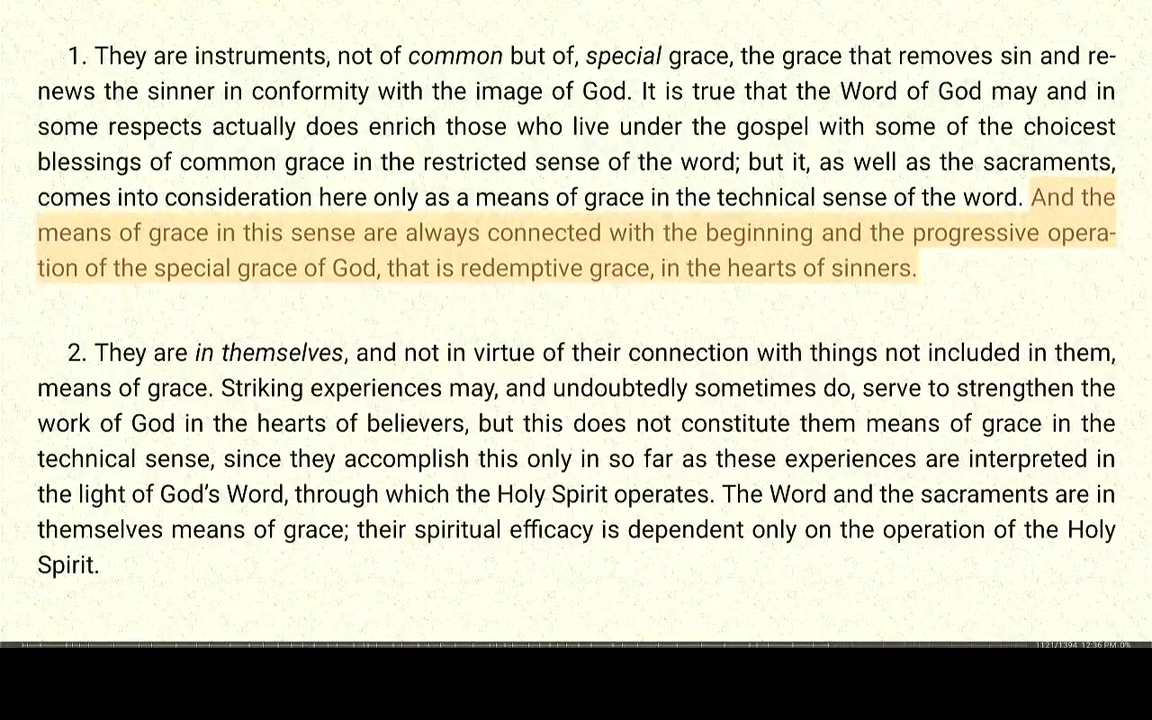 1. They are instruments, not of common but of, special grace, the grace that removes sin and re-
news the sinner in conformity with the image of God. It is true that the Word of God may and in
some respects actually does enrich those who live under the gospel with some of the choicest
blessings of common grace in the restricted sense of the word; but it, as well as the sacraments,
comes into consideration here only as a means of grace in the technical sense of the word. And the
means of grace in this sense are always connected with the beginning and the progressive opera-
tion of the special grace of God, that is redemptive grace, in the hearts of sinners.
2. They are in themselves, and not in virtue of their connection with things not included in them,
means of grace. Striking experiences may, and undoubtedly sometimes do, serve to strengthen the
work of God in the hearts of believers, but this does not constitute them means of grace in the
technical sense, since they accomplish this only in so far as these experiences are interpreted in
the light of God’s Word, through which the Holy Spirit operates. The Word and the sacraments are in
themselves means of grace; their spiritual efficacy is dependent only on the operation of the Holy
Spirit.
1121/1394 12:36 PM 0%